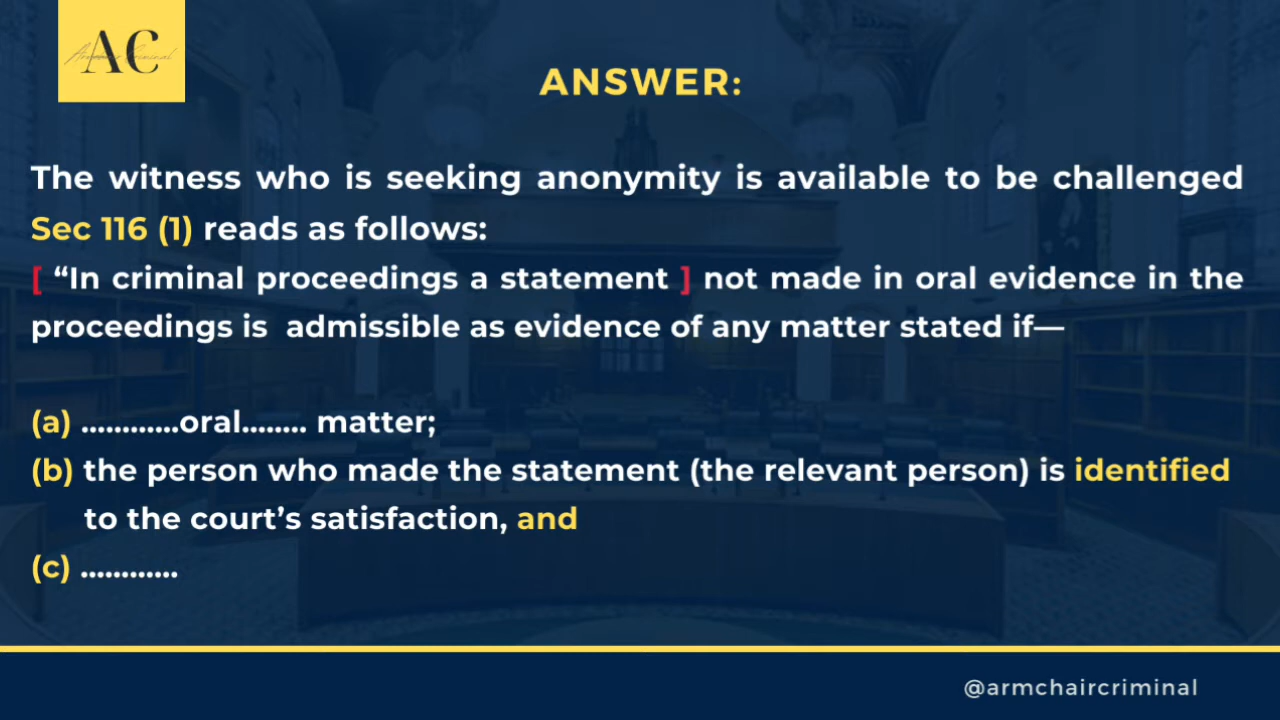 AC
Armchair Criminal
ANSWER:
The witness who is seeking anonymity is available to be challenged
Sec 116 (1) reads as follows:
[ “In criminal proceedings a statement ] not made in oral evidence in the
proceedings is admissible as evidence of any matter stated if—
(a) ............oral........ matter;
(b) the person who made the statement (the relevant person) is identified
to the court’s satisfaction, and
(c) ............
@armchaircriminal